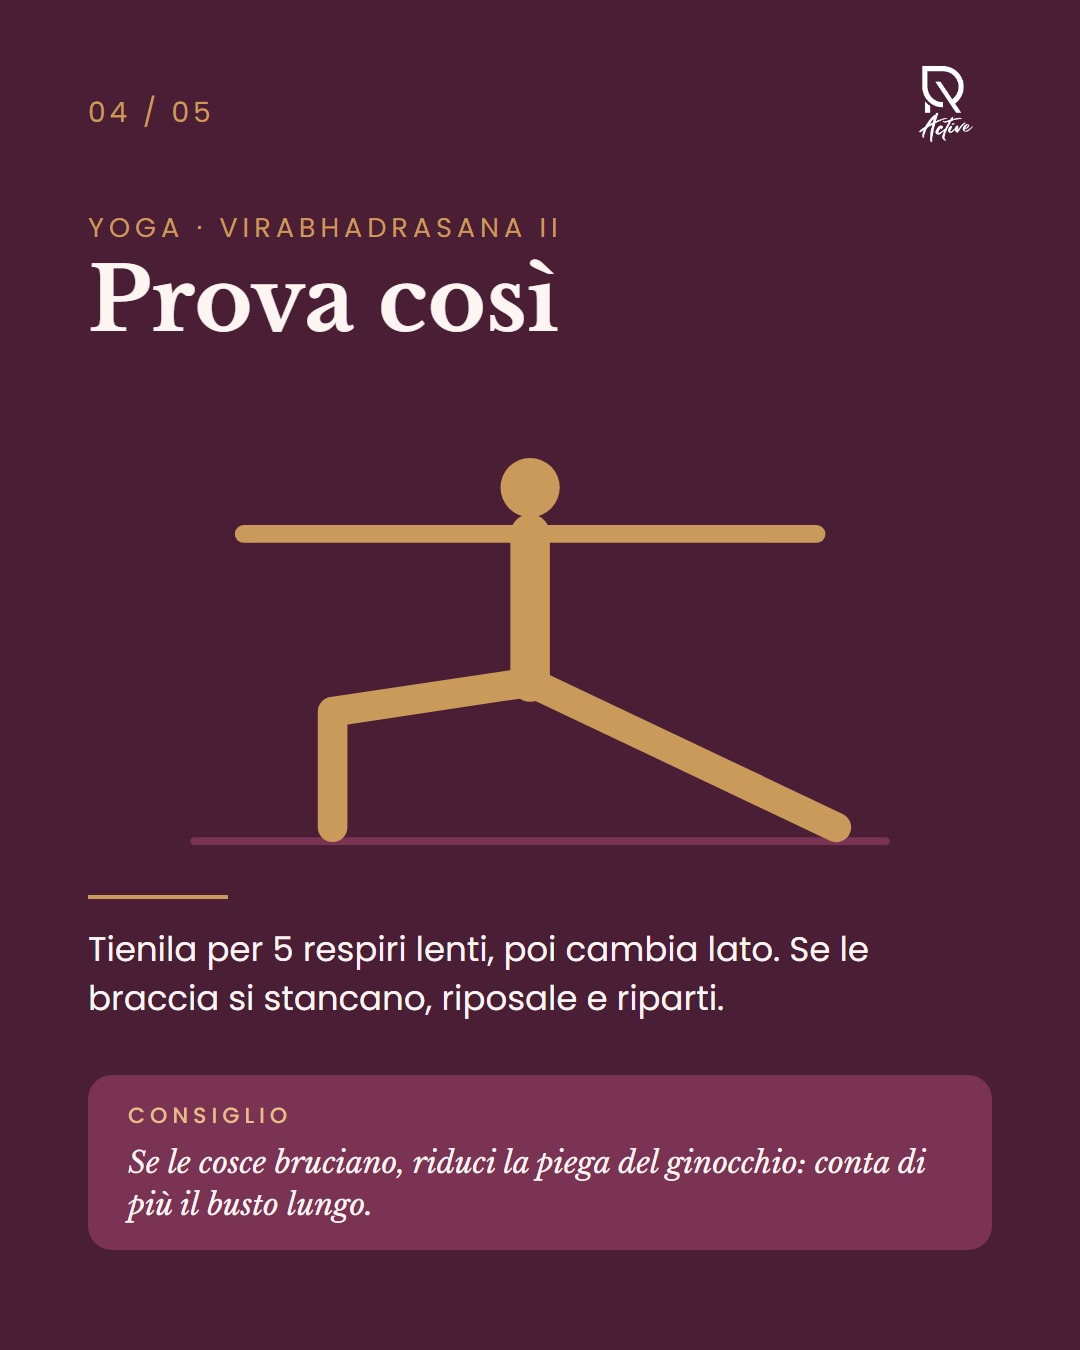 04 / 05
Active
YOGA · VIRABHADRASANA II
Prova così
Tienila per 5 respiri lenti, poi cambia lato. Se le
braccia si stancano, riposale e riparti.
CONSIGLIO
Se le cosce bruciano, riduci la piega del ginocchio: conta di
più il busto lungo.